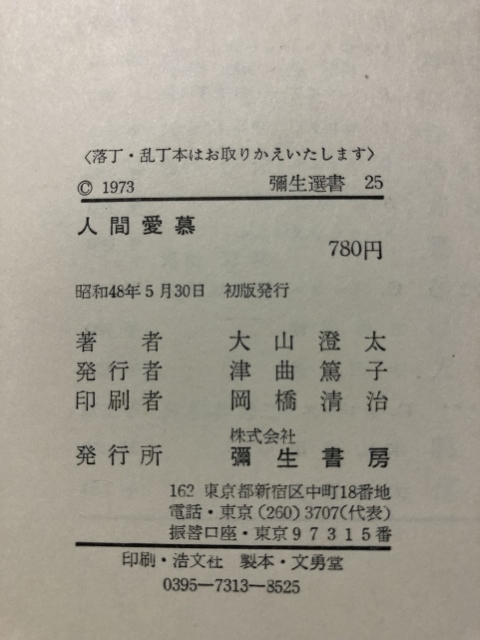 〈落丁・乱丁本はお取りかえいたします〉
© 1973 彌生選書 25
人間愛慕
780円
昭和48年5月30日 初版発行
著者 大山澄太
発行者 津曲篤子
印刷者 岡橋清治
株式会社
発行所 彌生書房
162 東京都新宿区中町18番地
電話・東京(260)3707(代表)
振替口座・東京97315番
印刷・浩文社 製本・文勇堂
0395—7313—8525